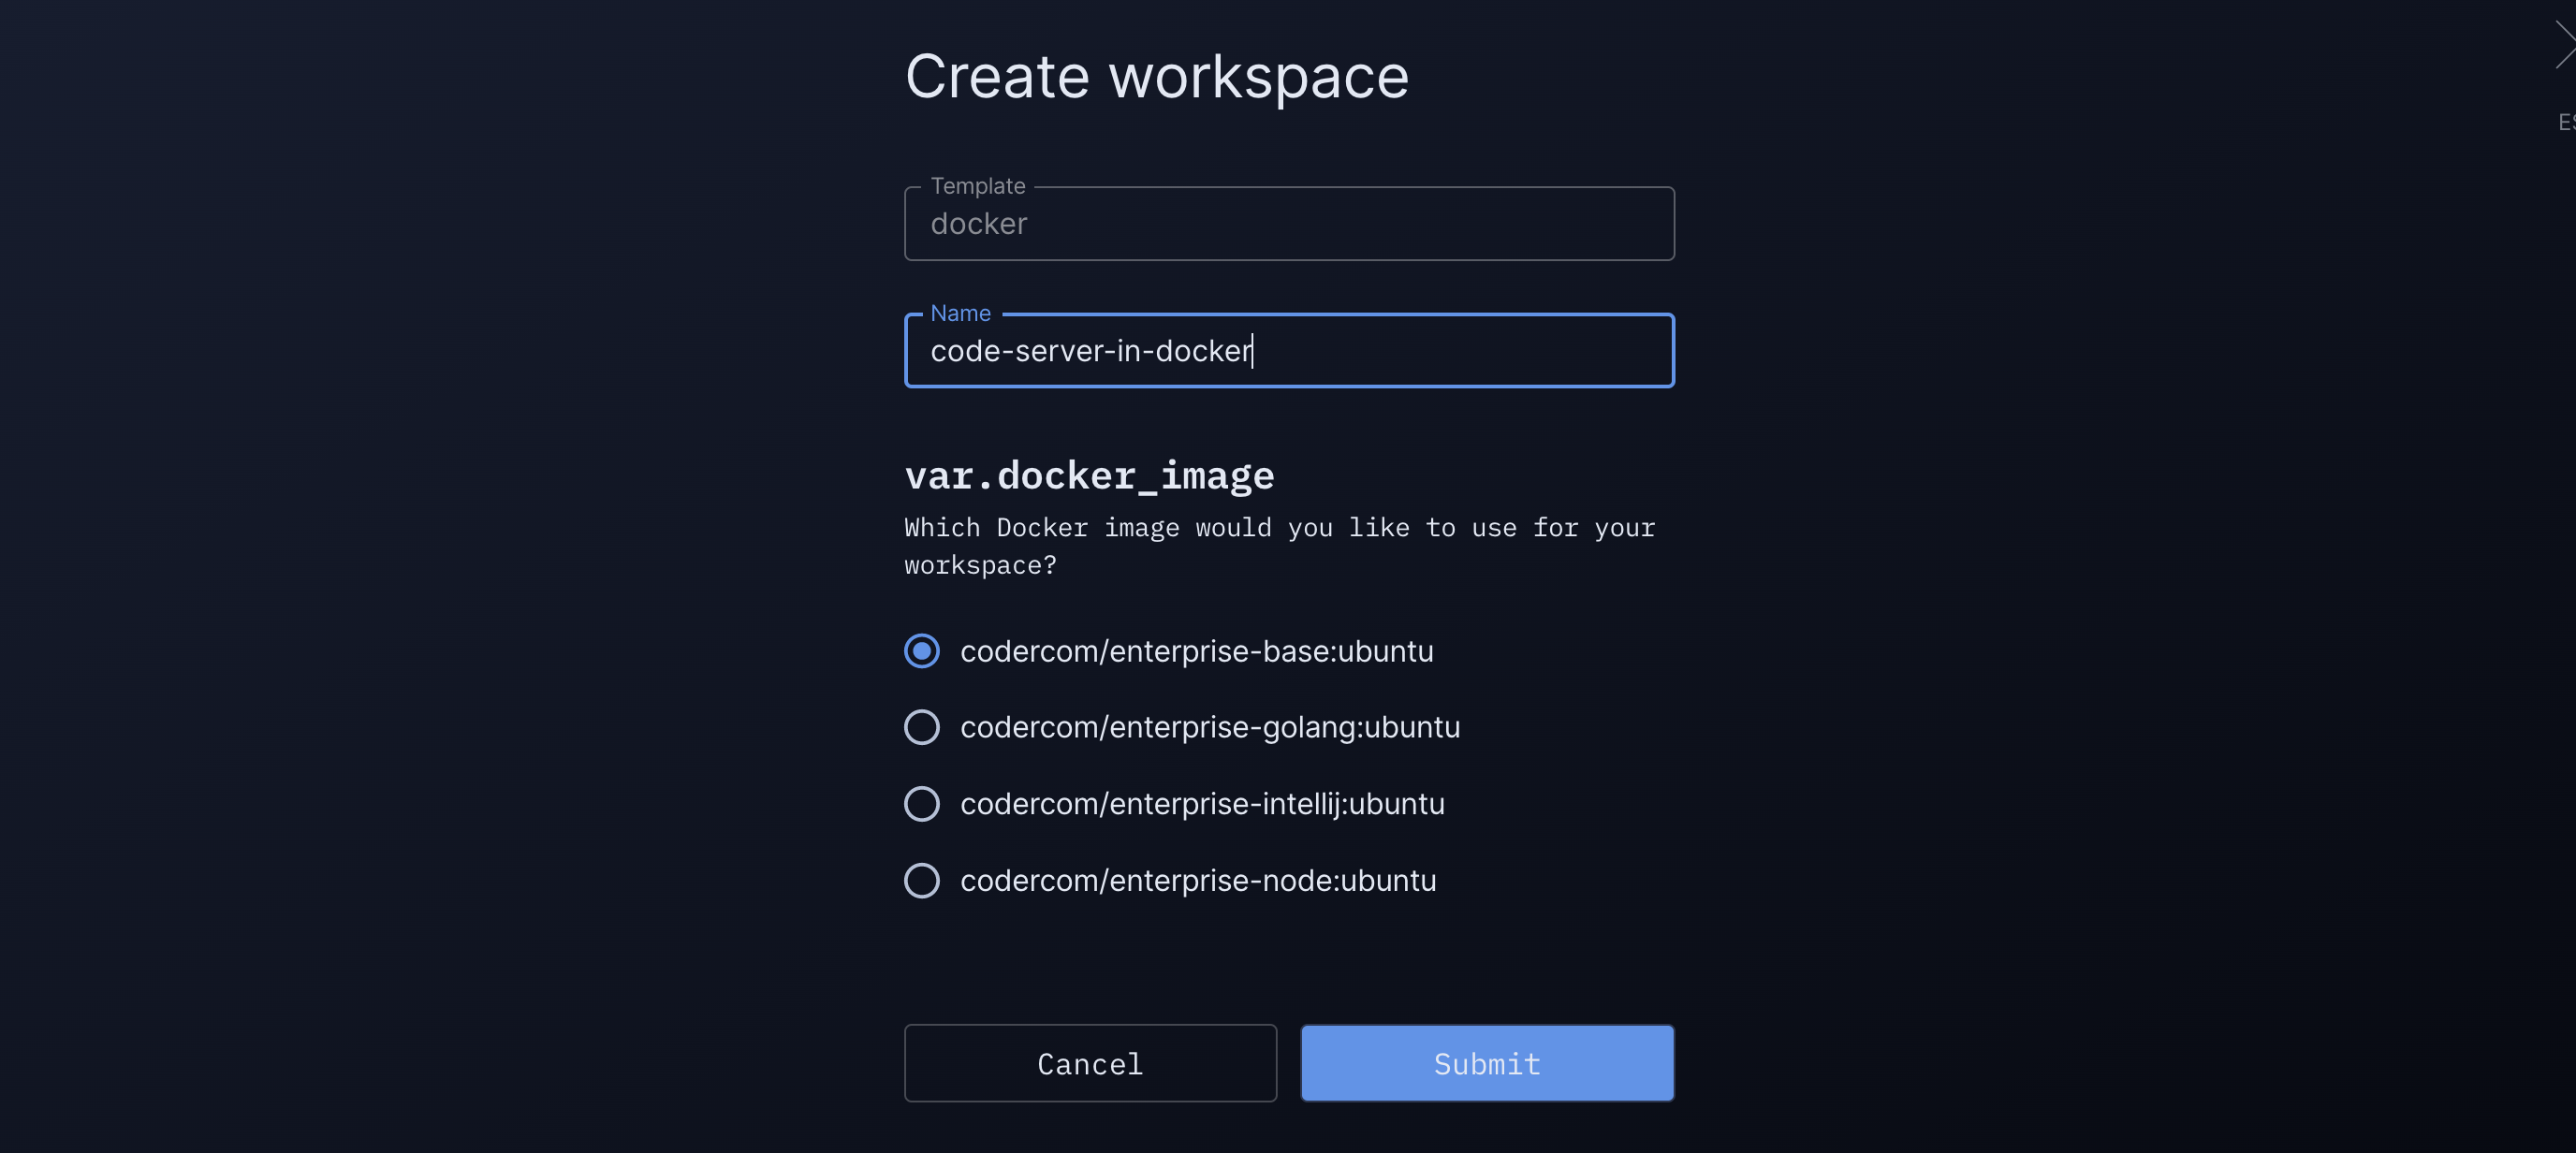 Create workspace
Template
docker
Name
code-server-in-docker
var.docker_image
Which Docker image would you like to use for your
workspace?
codercom/enterprise-base:ubuntu
codercom/enterprise-golang:ubuntu
codercom/enterprise-intellij:ubuntu
codercom/enterprise-node:ubuntu
Cancel
Submit